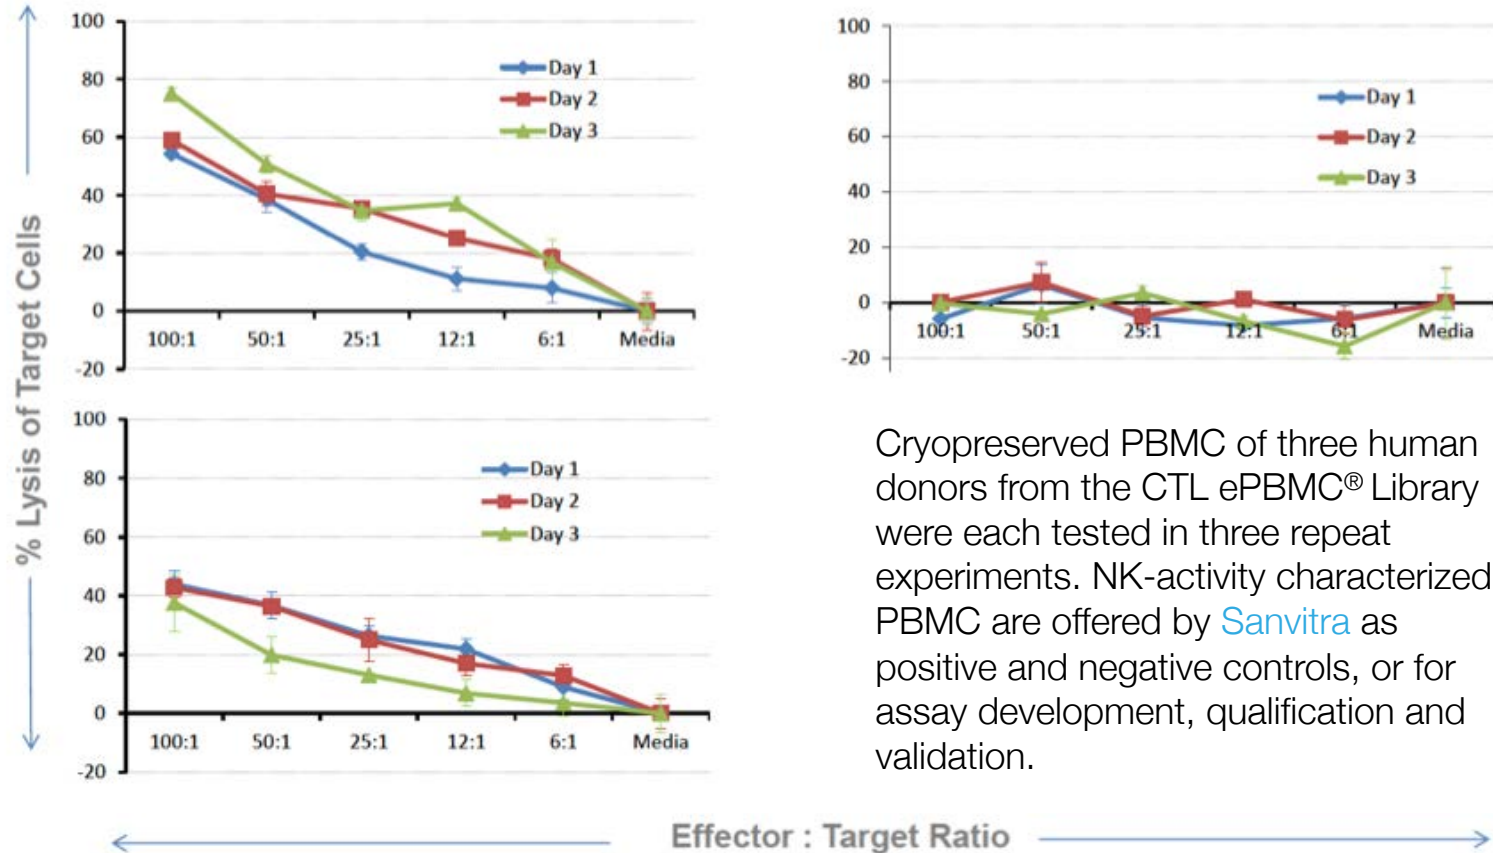 % Lysis of Target Cells
100
80
60
40
20
0
-20
Day 1
Day 2
Day 3
100:1 50:1 25:1 12:1 6:1 Media
100
80
60
40
20
0
-20
Day 1
Day 2
Day 3
100:1 50:1 25:1 12:1 6:1 Media
100
80
60
40
20
0
-20
Day 1
Day 2
Day 3
100:1 50:1 25:1 12:1 6:1 Media
Cryopreserved PBMC of three human
donors from the CTL ePBMC® Library
were each tested in three repeat
experiments. NK-activity characterized
PBMC are offered by Sanvitra as
positive and negative controls, or for
assay development, qualification and
validation.
Effector : Target Ratio